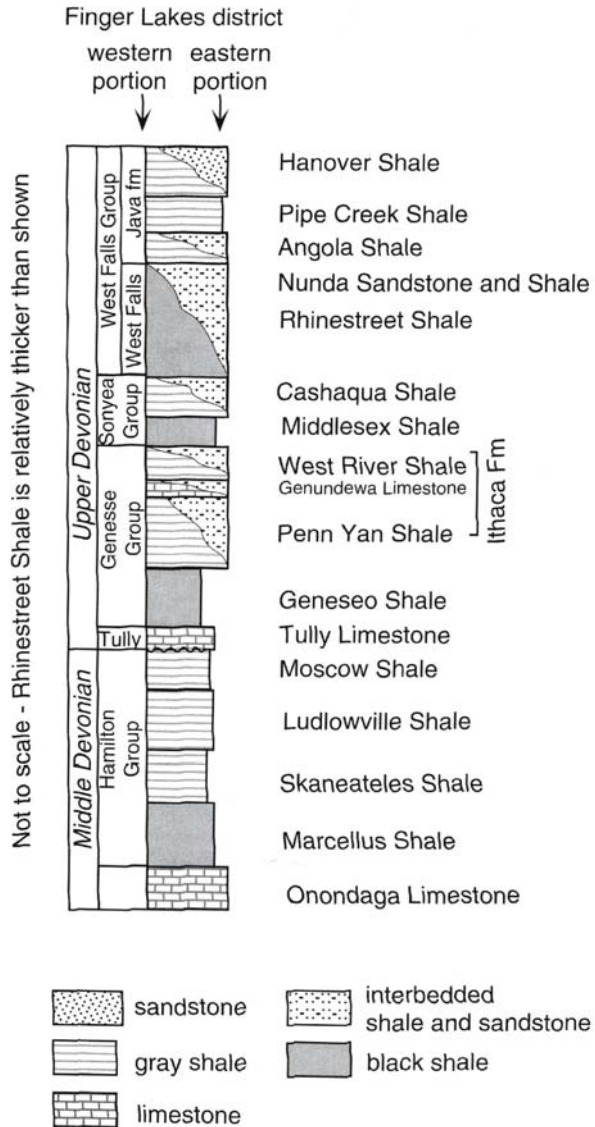 Finger Lakes district
western
portion
eastern
portion
Not to scale - Rhinestreet Shale is relatively thicker than shown
Upper Devonian
Middle Devonian
West Falls Group
Java fm
West Falls
Sonyea
Group
Genesse
Group
Tully
Hamilton
Group
Hanover Shale
Pipe Creek Shale
Angola Shale
Nunda Sandstone and Shale
Rhinestreet Shale
Cashaqua Shale
Middlesex Shale
West River Shale
Genundewa Limestone
Penn Yan Shale
Ithaca Fm
Geneseo Shale
Tully Limestone
Moscow Shale
Ludlowville Shale
Skaneateles Shale
Marcellus Shale
Onondaga Limestone
sandstone
gray shale
limestone
interbedded
shale and sandstone
black shale